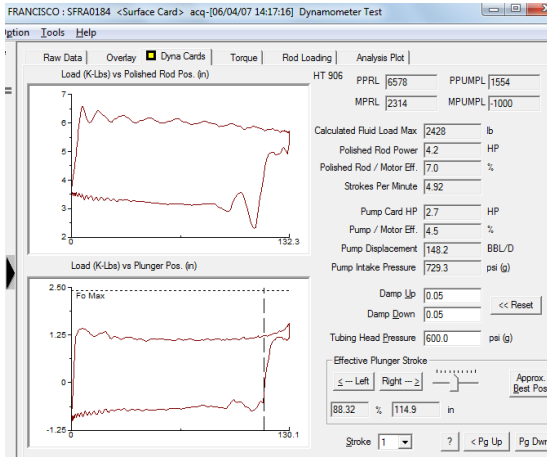 FRANCISCO : SFRA0184 <Surface Card> acq-[06/04/07 14:17:16] Dynamometer Test
Option Tools Help
Raw Data Overlay Dyna Cards Torque Rod Loading Analysis Plot
Load (K-Lbs) vs Polished Rod Pos. (in)
7
6
5
4
3
2
0 132.3
Load (K-Lbs) vs Plunger Pos. (in)
2.50
Fo Max
1.25
0
-1.25
0 130.1
HT 906 PPRL 6578 PPUMPL 1554
MPRL 2314 MPUMPL -1000
Calculated Fluid Load Max 2428 lb
Polished Rod Power 4.2 HP
Polished Rod / Motor Eff. 7.0 %
Strokes Per Minute 4.92
Pump Card HP 2.7 HP
Pump / Motor Eff. 4.5 %
Pump Displacement 148.2 BBL/D
Pump Intake Pressure 729.3 psi (g)
Damp Up 0.05
Damp Down 0.05
<< Reset
Tubing Head Pressure 600.0 psi (g)
Effective Plunger Stroke
< --- Left Right --- >
Approx.
Best Pos
88.32 % 114.9 in
Stroke 1 ? < Pg Up Pg Dwn